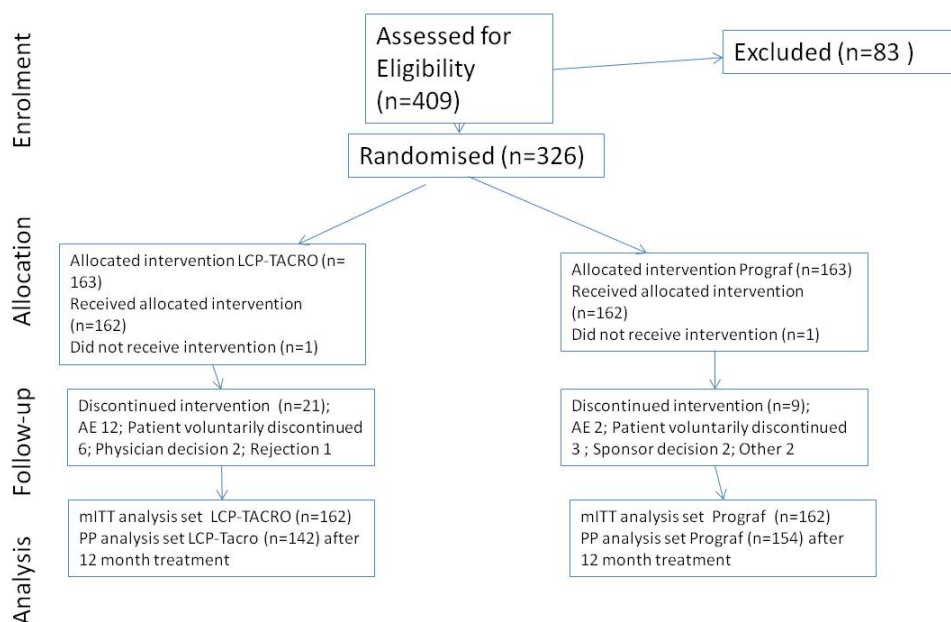 Enrolment
Assessed for
Eligibility
(n=409)
Excluded (n=83 )
Randomised (n=326)
Allocation
Allocated intervention LCP-TACRO (n=
163)
Received allocated intervention
(n=162)
Did not receive intervention (n=1)
Allocated intervention Prograf (n=163)
Received allocated intervention
(n=162)
Did not receive intervention (n=1)
Follow-up
Discontinued intervention (n=21);
AE 12; Patient voluntarily discontinued
6; Physician decision 2; Rejection 1
Discontinued intervention (n=9);
AE 2; Patient voluntarily discontinued
3 ; Sponsor decision 2; Other 2
Analysis
mITT analysis set LCP-TACRO (n=162)
PP analysis set LCP-Tacro (n=142) after
12 month treatment
mITT analysis set Prograf (n=162)
PP analysis set Prograf (n=154) after
12 month treatment